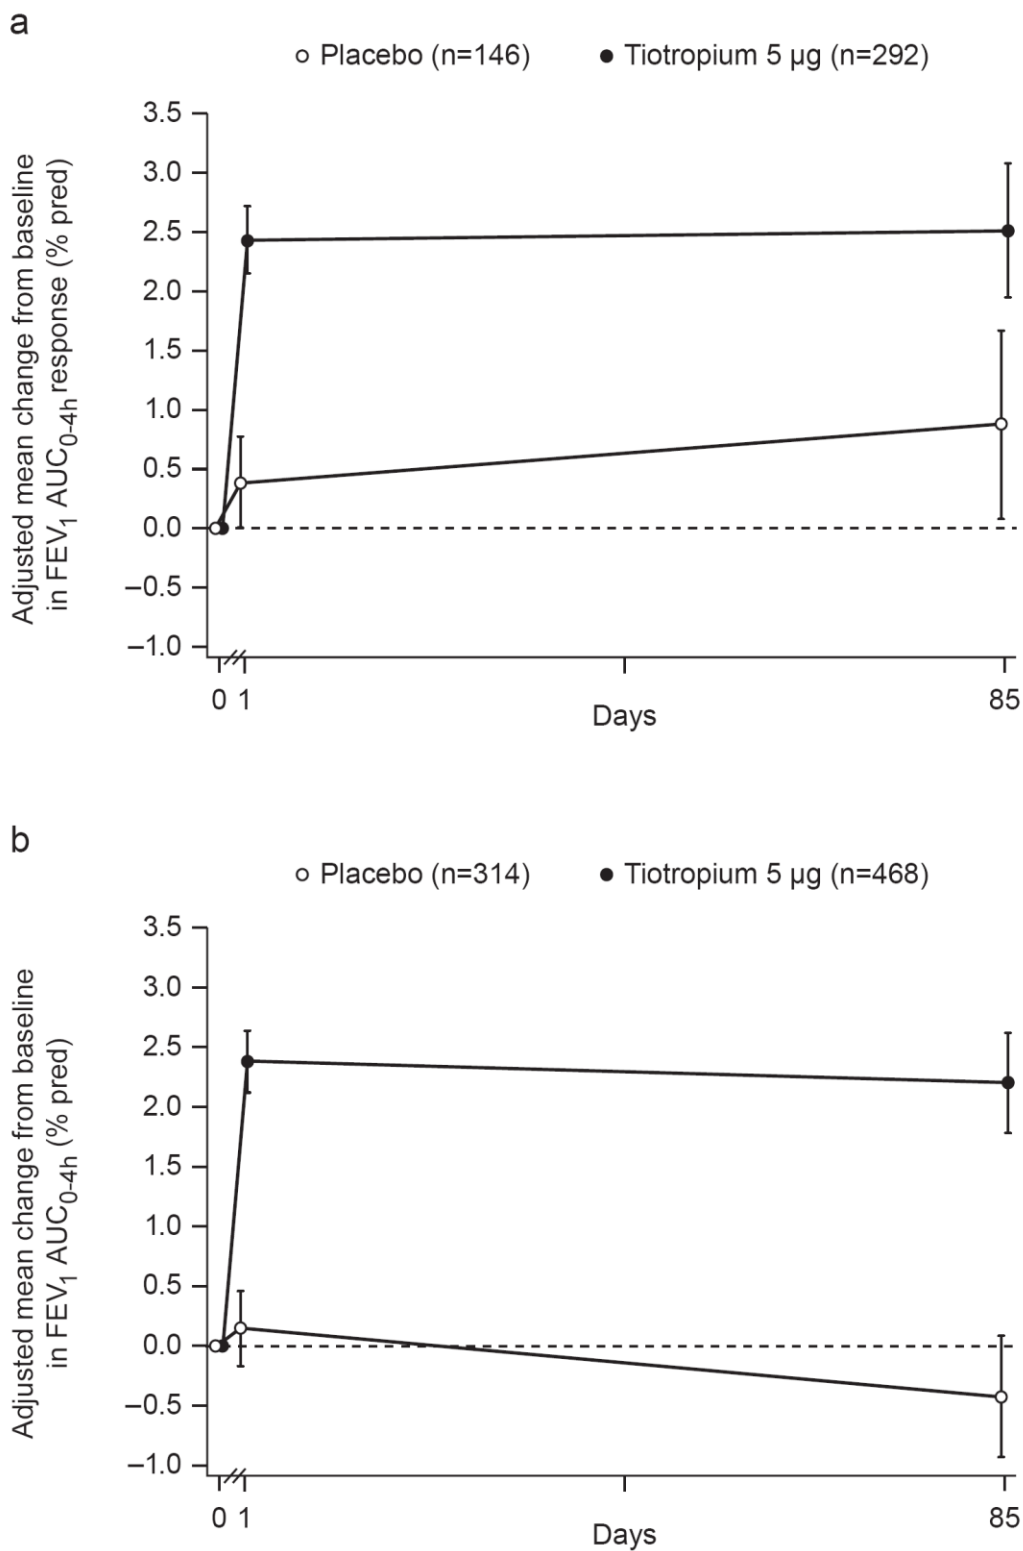 a
Placebo (n=146)
Tiotropium 5 µg (n=292)
Adjusted mean change from baseline
in FEV1 AUC0-4h response (% pred)
3.5
3.0
2.5
2.0
1.5
1.0
0.5
0.0
–0.5
–1.0
0 1 85
Days
b
Placebo (n=314)
Tiotropium 5 µg (n=468)
Adjusted mean change from baseline
in FEV1 AUC0-4h (% pred)
3.5
3.0
2.5
2.0
1.5
1.0
0.5
0.0
–0.5
–1.0
0 1 85
Days